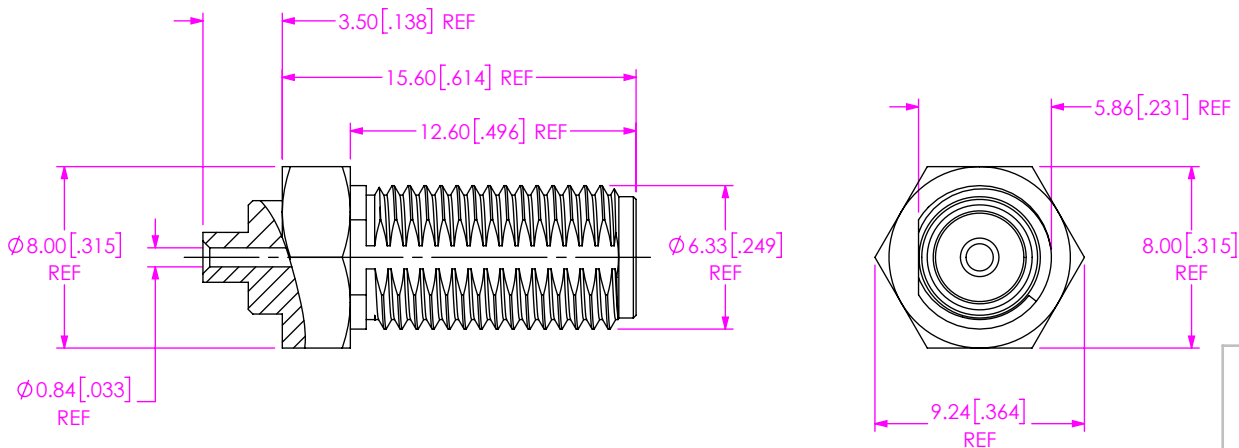 3.50[.138] REF
15.60[.614] REF
12.60[.496] REF
5.86[.231] REF
Ø8.00[.315]
REF
Ø6.33[.249]
REF
8.00[.315]
REF
Ø0.84[.033]
REF
9.24[.364]
REF